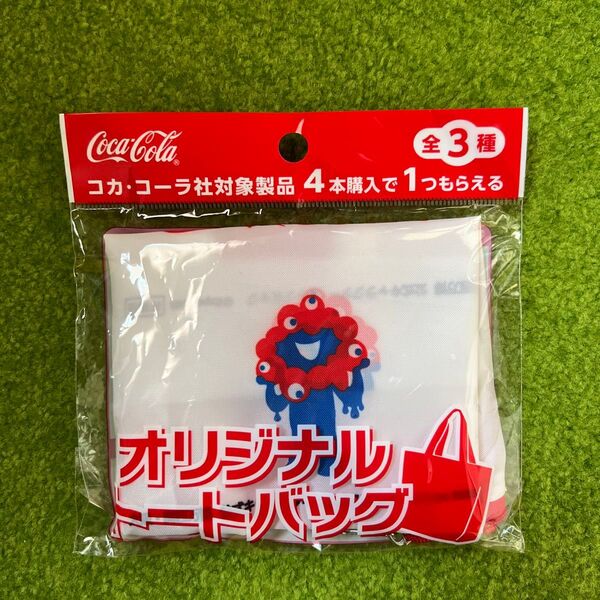 Coca-Cola
全3種
コカ・コーラ社対象製品 4本購入で1つもらえる
オリジナル
トートバッグ